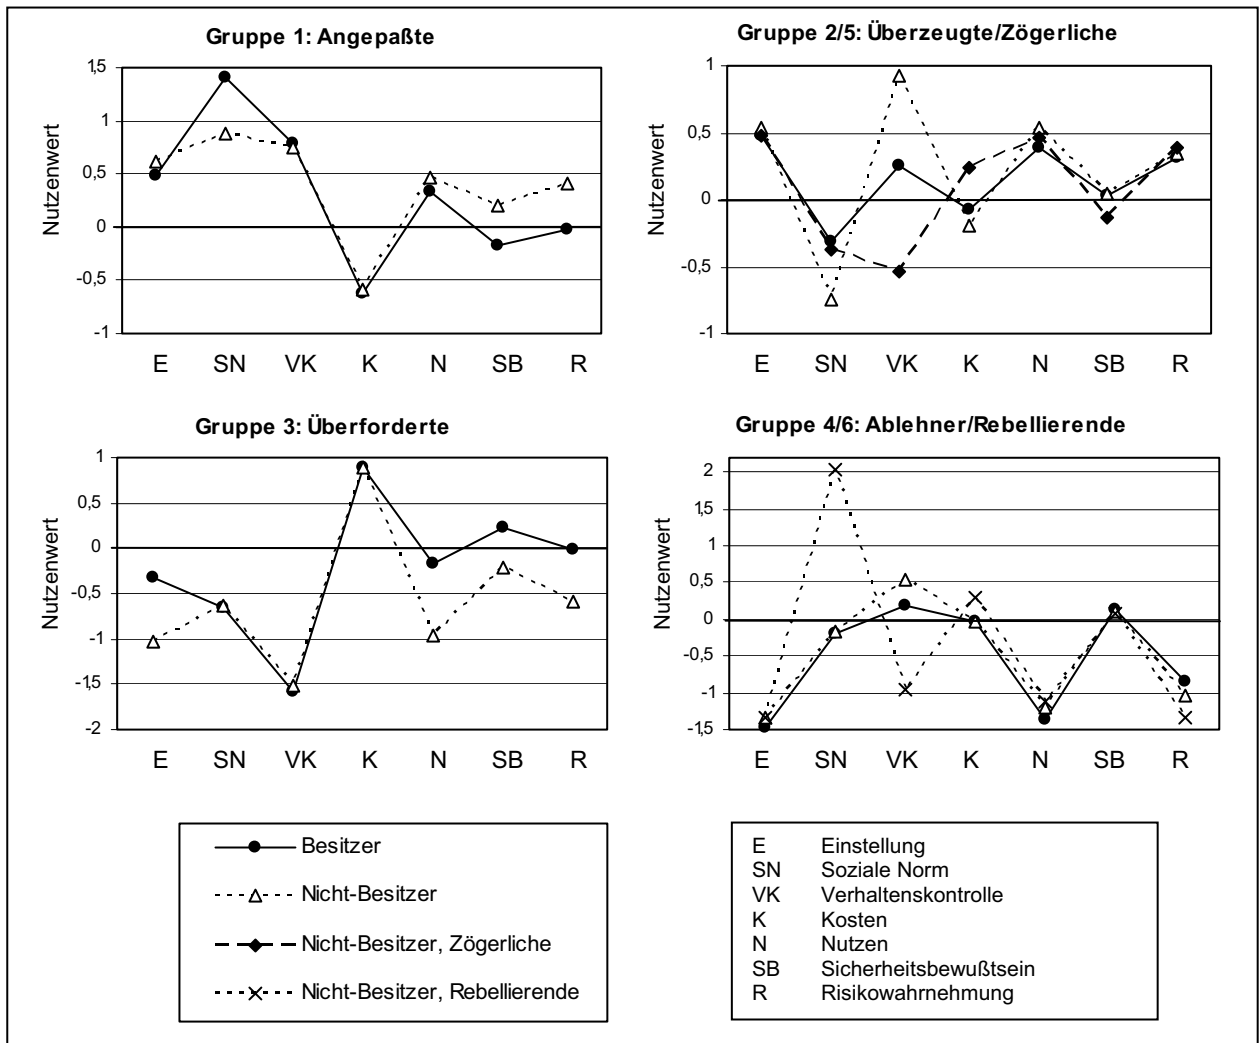 Gruppe 1: Angepaßte
Nutzenwert
1,5
1
0,5
0
-0,5
-1
E SN VK K N SB R
Gruppe 2/5: Überzeugte/Zögerliche
Nutzenwert
1
0,5
0
-0,5
-1
E SN VK K N SB R
Gruppe 3: Überforderte
Nutzenwert
1
0,5
0
-0,5
-1
-1,5
-2
E SN VK K N SB R
Gruppe 4/6: Ablehner/Rebellierende
Nutzenwert
2
1,5
1
0,5
0
-0,5
-1
-1,5
E SN VK K N SB R
Besitzer
Nicht-Besitzer
Nicht-Besitzer, Zögerliche
Nicht-Besitzer, Rebellierende
E Einstellung
SN Soziale Norm
VK Verhaltenskontrolle
K Kosten
N Nutzen
SB Sicherheitsbewußtsein
R Risikowahrnehmung